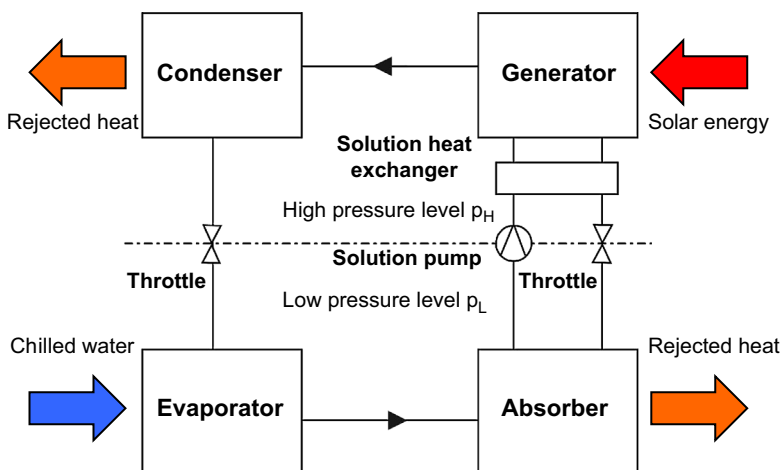 Condenser
Generator
Rejected heat
Solar energy
Solution heat
exchanger
High pressure level pH
Solution pump
Throttle
Throttle
Low pressure level pL
Chilled water
Rejected heat
Evaporator
Absorber